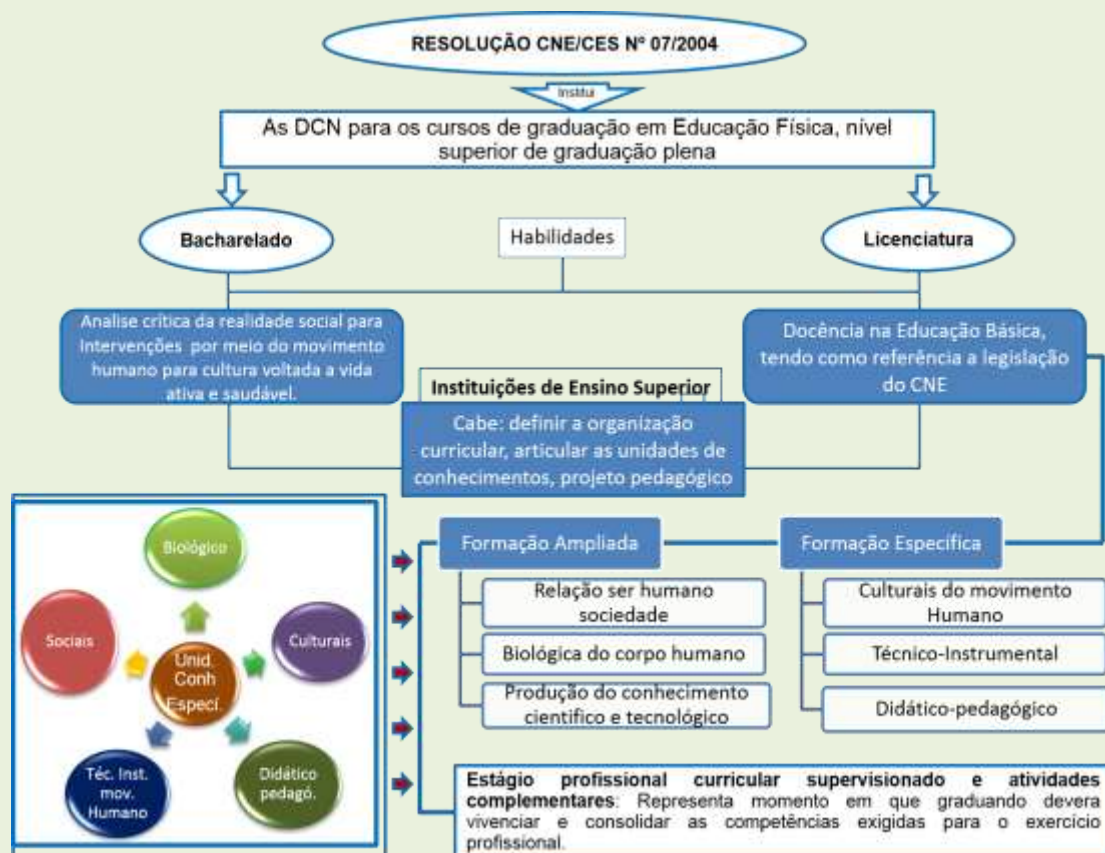 RESOLUÇÃO CNE/CES Nº 07/2004
Institui
As DCN para os cursos de graduação em Educação Física, nível
superior de graduação plena
Bacharelado
Habilidades
Licenciatura
Analise crítica da realidade social para
Intervenções por meio do movimento
humano para cultura voltada a vida
ativa e saudável.
Docência na Educação Básica,
tendo como referência a legislação
do CNE
Instituições de Ensino Superior
Cabe: definir a organização
curricular, articular as unidades de
conhecimentos, projeto pedagógico
Biológico
Sociais
Culturais
Unid.
Conh
Especí.
Téc. Inst.
mov.
Humano
Didático
pedagó.
Formação Ampliada
Relação ser humano
sociedade
Biológica do corpo humano
Produção do conhecimento
cientifico e tecnológico
Formação Específica
Culturais do movimento
Humano
Técnico-Instrumental
Didático-pedagógico
Estágio profissional curricular supervisionado e atividades
complementares: Representa momento em que graduando devera
vivenciar e consolidar as competências exigidas para o exercício
profissional.